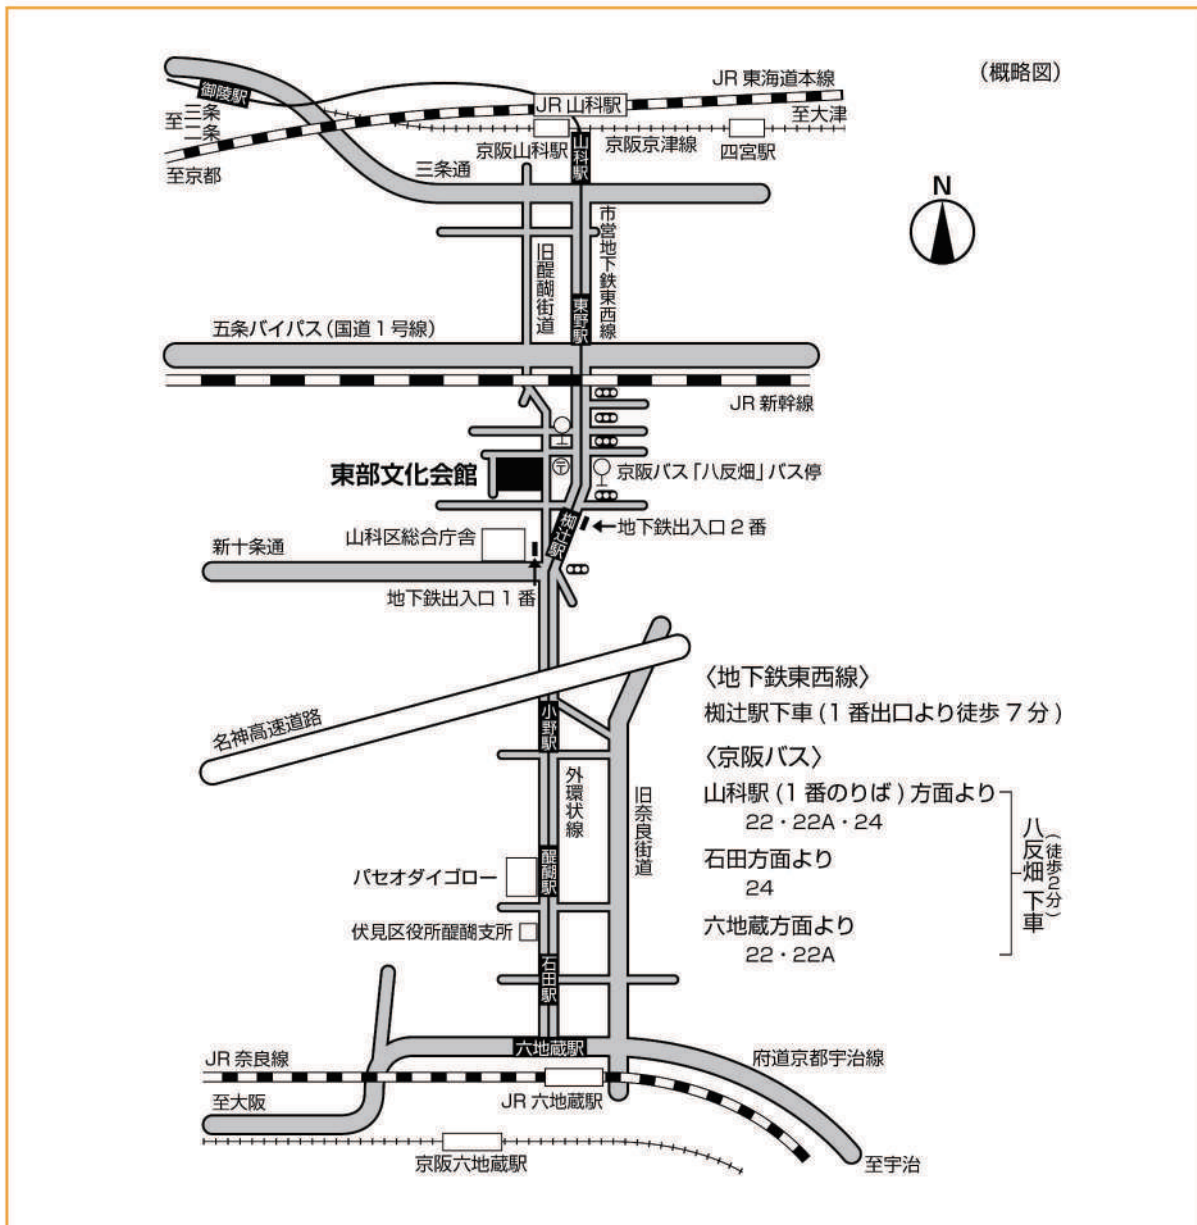 (概略図)
JR 東海道本線
御陵駅
JR 山科駅
至三条
二条
至大津
京阪山科駅
山科駅
京阪京津線
四宮駅
至京都
三条通
N
市営地下鉄東西線
旧醍醐街道
東野駅
五条バイパス(国道1号線)
JR 新幹線
東部文化会館
〒
京阪バス「八反畑」バス停
椥辻駅
地下鉄出入口 2 番
山科区総合庁舎
新十条通
地下鉄出入口 1 番
〈地下鉄東西線〉
椥辻駅下車 (1 番出口より徒歩 7 分)
名神高速道路
小野駅
〈京阪バス〉
外環状線
旧奈良街道
山科駅 (1 番のりば) 方面より
22・22A・24
石田方面より
24
六地蔵方面より
22・22A
八反畑 下車
(徒歩2分)
醍醐駅
パセオダイゴロー
伏見区役所醍醐支所
石田駅
六地蔵駅
JR 奈良線
府道京都宇治線
至大阪
JR 六地蔵駅
京阪六地蔵駅
至宇治